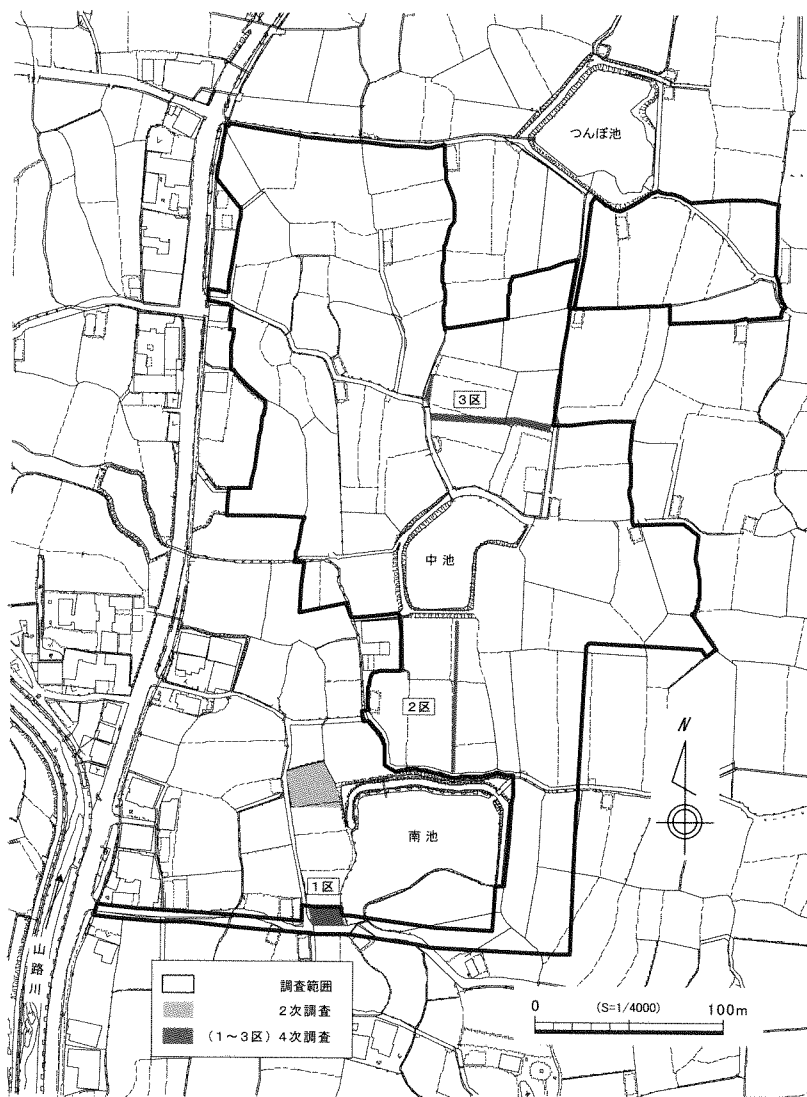 つんぼ池
3区
中池
2区
N
南池
1区
山路川
調査範囲
2次調査
(1～3区) 4次調査
0 (S=1/4000) 100m